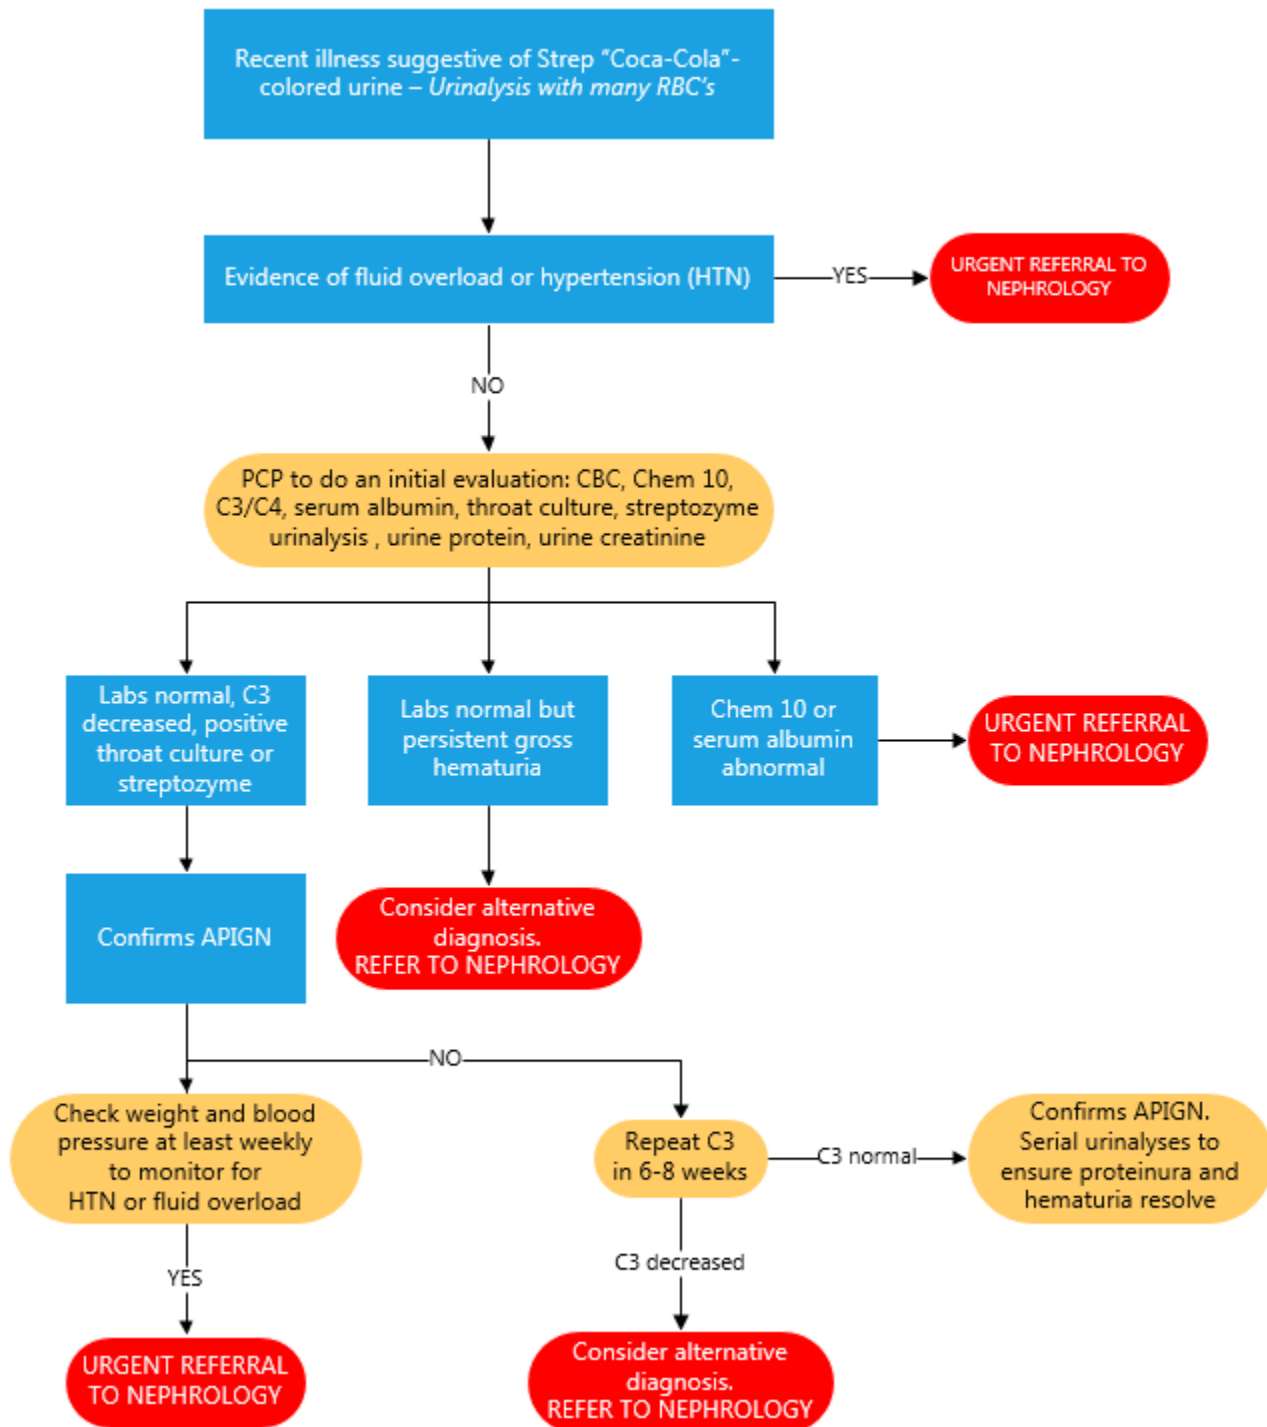 Recent illness suggestive of Strep "Coca-Cola"-
colored urine – Urinalysis with many RBC's
Evidence of fluid overload or hypertension (HTN)
YES
URGENT REFERRAL TO
NEPHROLOGY
NO
PCP to do an initial evaluation: CBC, Chem 10,
C3/C4, serum albumin, throat culture, streptozyme
urinalysis , urine protein, urine creatinine
Labs normal, C3
decreased, positive
throat culture or
streptozyme
Labs normal but
persistent gross
hematuria
Chem 10 or
serum albumin
abnormal
URGENT REFERRAL
TO NEPHROLOGY
Confirms APIGN
Consider alternative
diagnosis.
REFER TO NEPHROLOGY
NO
Check weight and blood
pressure at least weekly
to monitor for
HTN or fluid overload
Repeat C3
in 6-8 weeks
C3 normal
Confirms APIGN.
Serial urinalyses to
ensure proteinura and
hematuria resolve
YES
C3 decreased
URGENT REFERRAL
TO NEPHROLOGY
Consider alternative
diagnosis.
REFER TO NEPHROLOGY